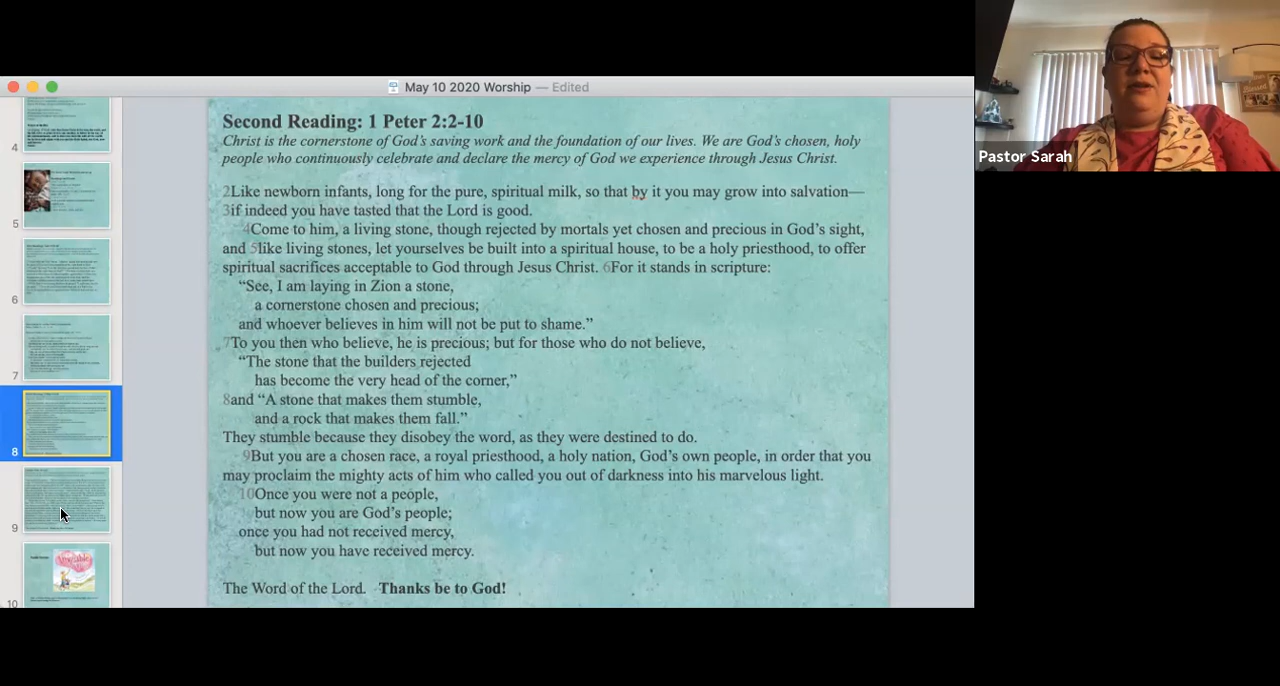 May 10 2020 Worship — Edited
Second Reading: 1 Peter 2:2-10
Christ is the cornerstone of God's saving work and the foundation of our lives. We are God's chosen, holy
people who continuously celebrate and declare the mercy of God we experience through Jesus Christ.
2Like newborn infants, long for the pure, spiritual milk, so that by it you may grow into salvation—
3if indeed you have tasted that the Lord is good.
4Come to him, a living stone, though rejected by mortals yet chosen and precious in God's sight,
and 5like living stones, let yourselves be built into a spiritual house, to be a holy priesthood, to offer
spiritual sacrifices acceptable to God through Jesus Christ. 6For it stands in scripture:
“See, I am laying in Zion a stone,
a cornerstone chosen and precious;
and whoever believes in him will not be put to shame.”
7To you then who believe, he is precious; but for those who do not believe,
“The stone that the builders rejected
has become the very head of the corner,”
8and “A stone that makes them stumble,
and a rock that makes them fall.”
They stumble because they disobey the word, as they were destined to do.
9But you are a chosen race, a royal priesthood, a holy nation, God's own people, in order that you
may proclaim the mighty acts of him who called you out of darkness into his marvelous light.
10Once you were not a people,
but now you are God's people;
once you had not received mercy,
but now you have received mercy.
The Word of the Lord. Thanks be to God!
4
5
6
7
8
9
10
Pastor Sarah